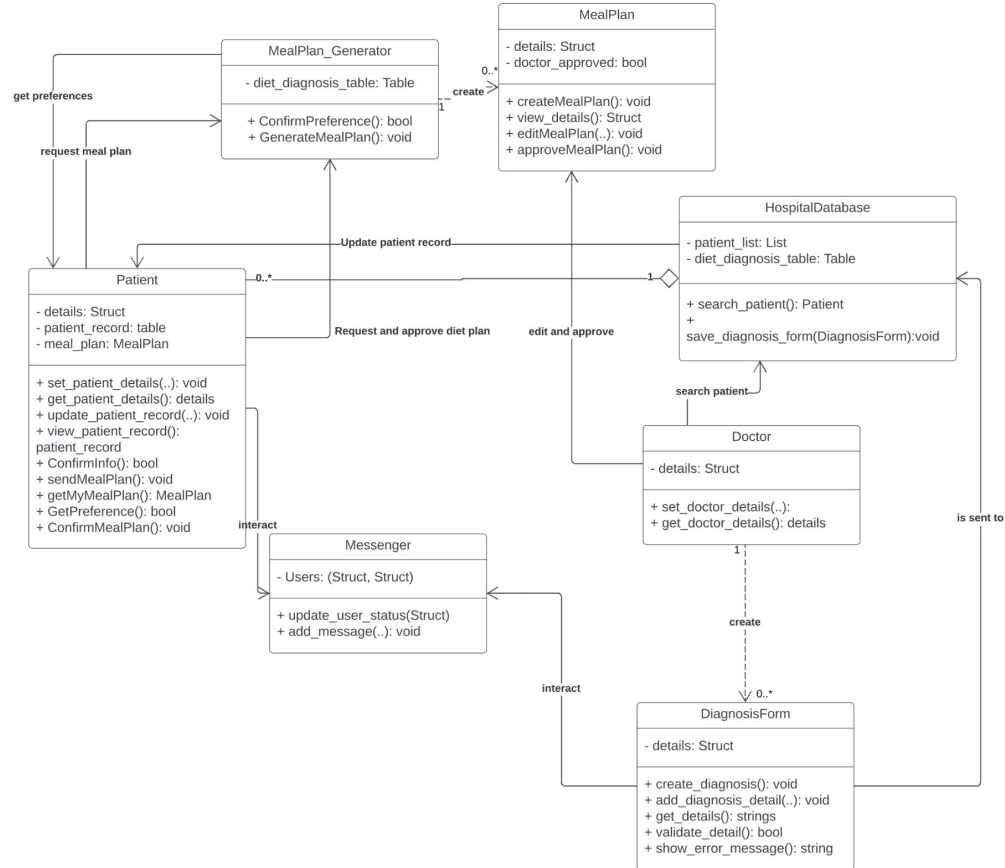 MealPlan
- details: Struct
- doctor_approved: bool
+ createMealPlan(): void
+ view_details(): Struct
+ editMealPlan(..): void
+ approveMealPlan(): void
MealPlan_Generator
- diet_diagnosis_table: Table
+ ConfirmPreference(): bool
+ GenerateMealPlan(): void
0..*
create
1
get preferences
request meal plan
HospitalDatabase
- patient_list: List
- diet_diagnosis_table: Table
+ search_patient(): Patient
+
save_diagnosis_form(DiagnosisForm):void
Update patient record
0..*
1
Patient
- details: Struct
- patient_record: table
- meal_plan: MealPlan
+ set_patient_details(..): void
+ get_patient_details(): details
+ update_patient_record(..): void
+ view_patient_record():
patient_record
+ ConfirmInfo(): bool
+ sendMealPlan(): void
+ getMyMealPlan(): MealPlan
+ GetPreference(): bool
+ ConfirmMealPlan(): void
Request and approve diet plan
edit and approve
search patient
Doctor
- details: Struct
+ set_doctor_details(..):
+ get_doctor_details(): details
is sent to
interact
Messenger
- Users: (Struct, Struct)
+ update_user_status(Struct)
+ add_message(..): void
1
create
0..*
interact
DiagnosisForm
- details: Struct
+ create_diagnosis(): void
+ add_diagnosis_detail(..): void
+ get_details(): strings
+ validate_detail(): bool
+ show_error_message(): string